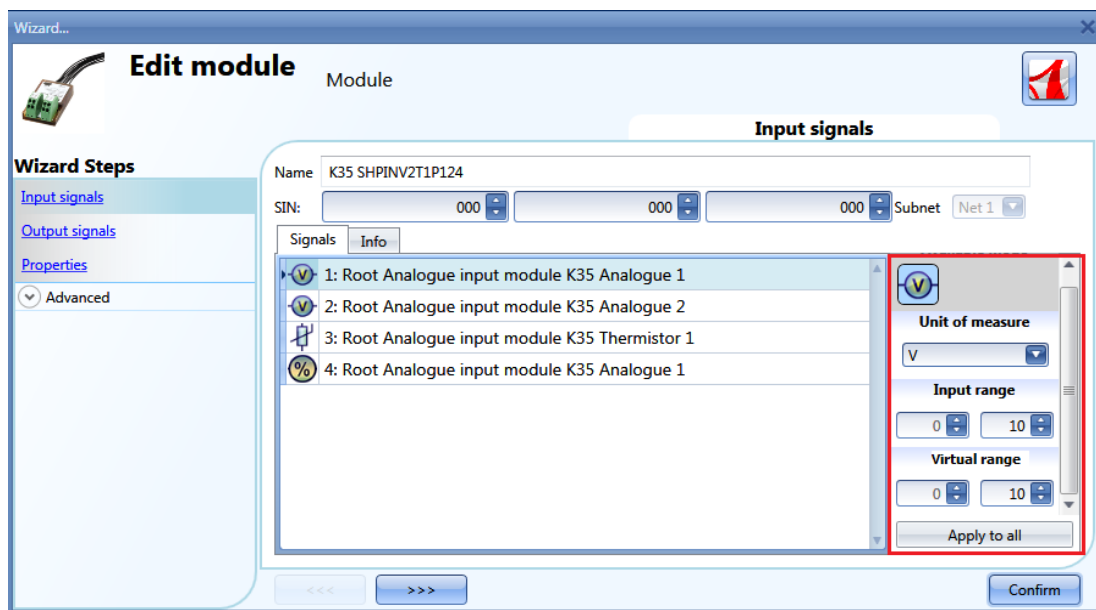 Wizard...
Edit module
Module
Input signals
Wizard Steps
Input signals
Output signals
Properties
Advanced
Name K35 SHPINV2T1P124
SIN: 000 000 000 Subnet Net 1
Signals Info
1: Root Analogue input module K35 Analogue 1
2: Root Analogue input module K35 Analogue 2
3: Root Analogue input module K35 Thermistor 1
% 4: Root Analogue input module K35 Analogue 1
V
Unit of measure
V
Input range
0 10
Virtual range
0 10
Apply to all
<<< >>> Confirm